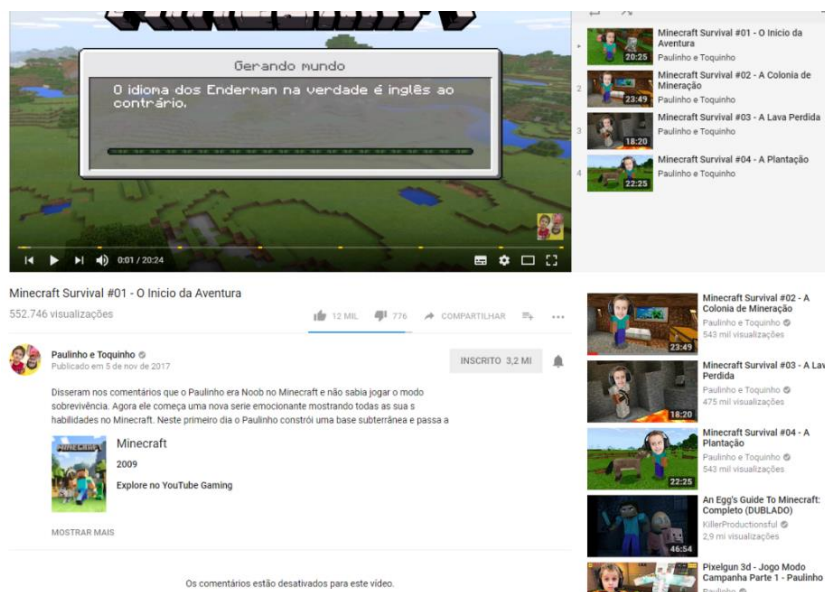 Gerando mundo
O idioma dos Enderman na verdade é inglês ao
contrário.
0:01 / 20:24
Minecraft Survival #01 - O Inicio da
Aventura
Paulinho e Toquinho
20:25
2
Minecraft Survival #02 - A Colonia de
Mineração
Paulinho e Toquinho
23:49
3
Minecraft Survival #03 - A Lava Perdida
Paulinho e Toquinho
18:20
4
Minecraft Survival #04 - A Plantação
Paulinho e Toquinho
22:25
Minecraft Survival #01 - O Inicio da Aventura
552.746 visualizações
12 MIL
776
COMPARTILHAR
Paulinho e Toquinho
Publicado em 5 de nov de 2017
INSCRITO 3,2 MI
Disseram nos comentários que o Paulinho era Noob no Minecraft e não sabia jogar o modo
sobrevivência. Agora ele começa uma nova serie emocionante mostrando todas as sua s
habilidades no Minecraft. Neste primeiro dia o Paulinho constrói uma base subterrânea e passa a
MINECRAFT
Minecraft
2009
Explore no YouTube Gaming
MOSTRAR MAIS
Os comentários estão desativados para este vídeo.
Minecraft Survival #02 - A
Colonia de Mineração
Paulinho e Toquinho
543 mil visualizações
23:49
Minecraft Survival #03 - A Lav
Perdida
Paulinho e Toquinho
475 mil visualizações
18:20
Minecraft Survival #04 - A
Plantação
Paulinho e Toquinho
543 mil visualizações
22:25
An Egg's Guide To Minecraft:
Completo (DUBLADO)
KillerProductionsful
2,9 mi visualizações
46:54
Pixelgun 3d - Jogo Modo
Campanha Parte 1 - Paulinho
Paulinho